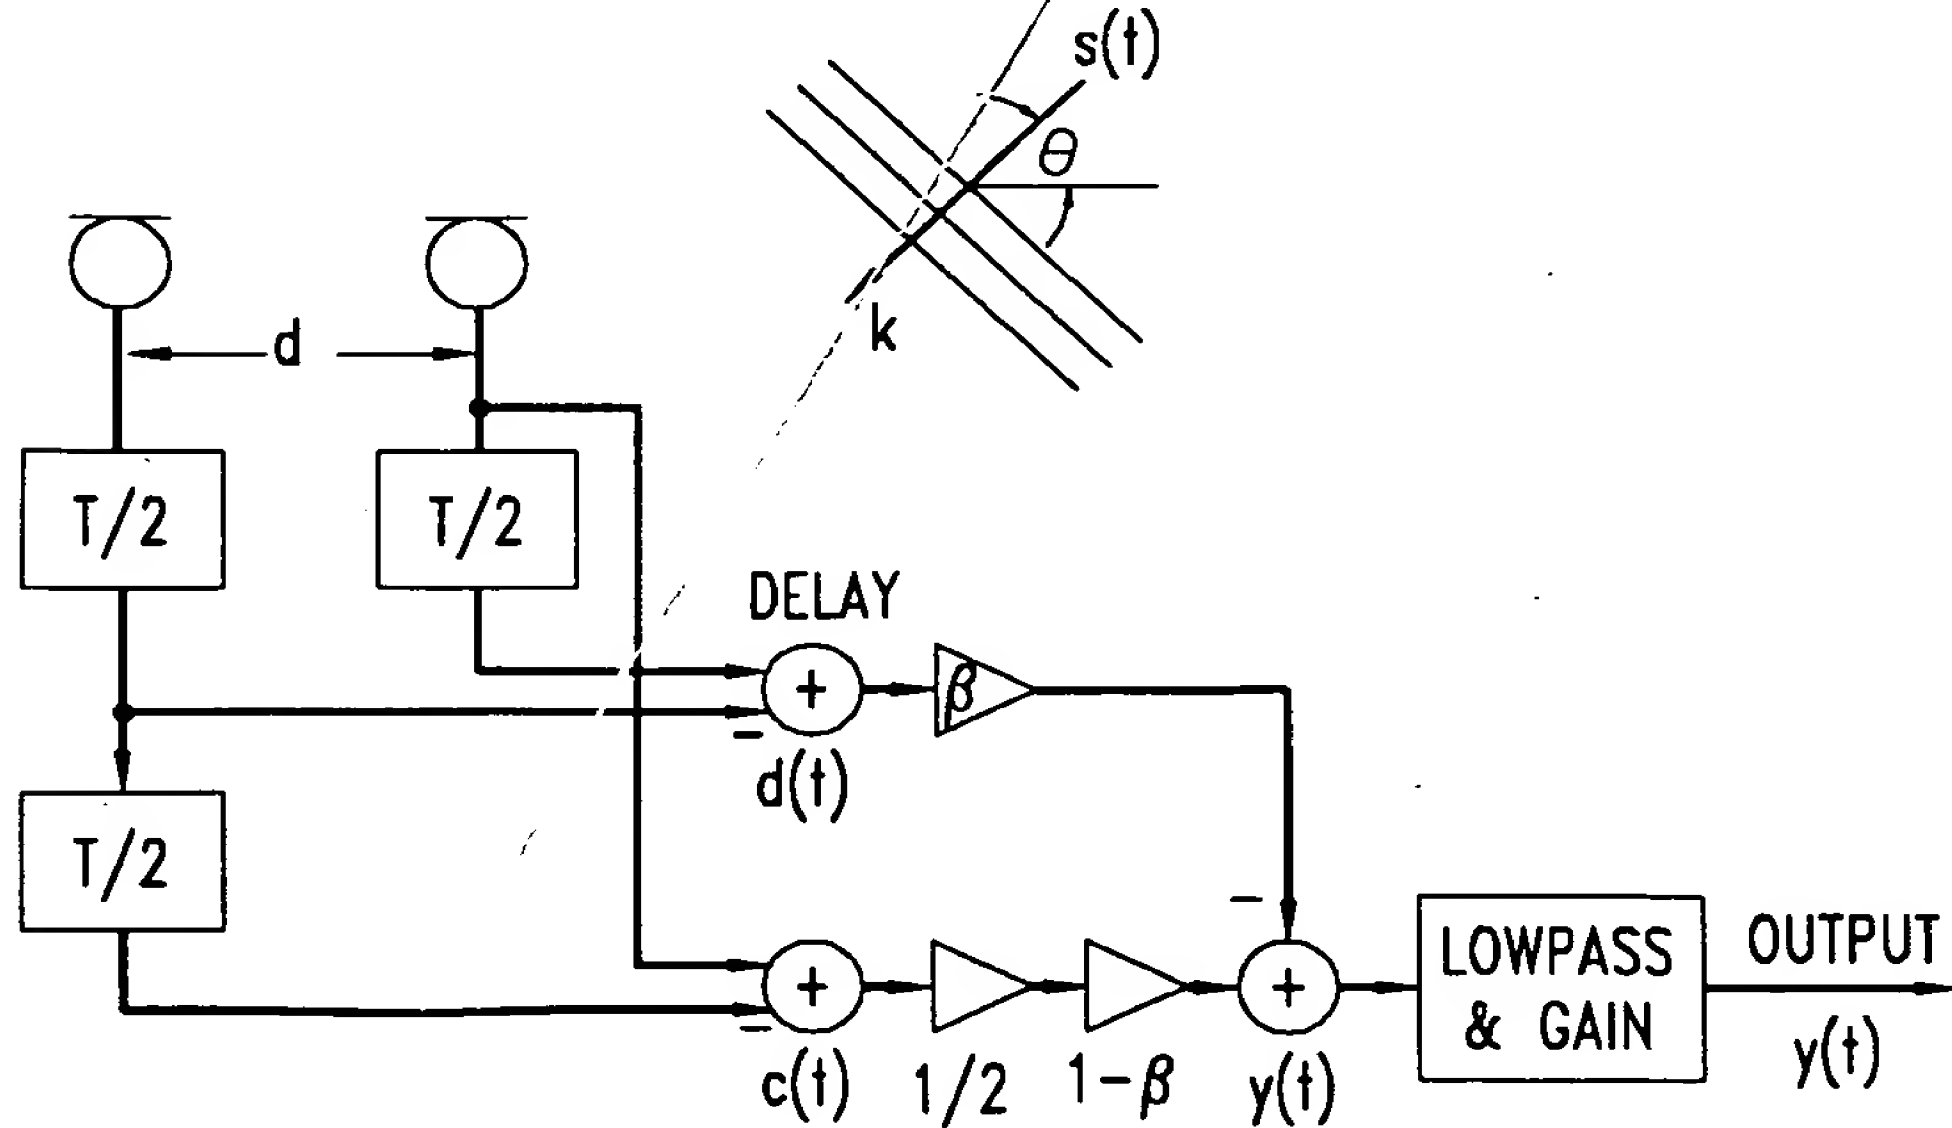 s(t)
θ
k
d
T/2
T/2
DELAY
+
β
−
d(t)
T/2
−
+
+
−
c(t)
1/2
1-β
y(t)
LOWPASS
& GAIN
OUTPUT
y(t)